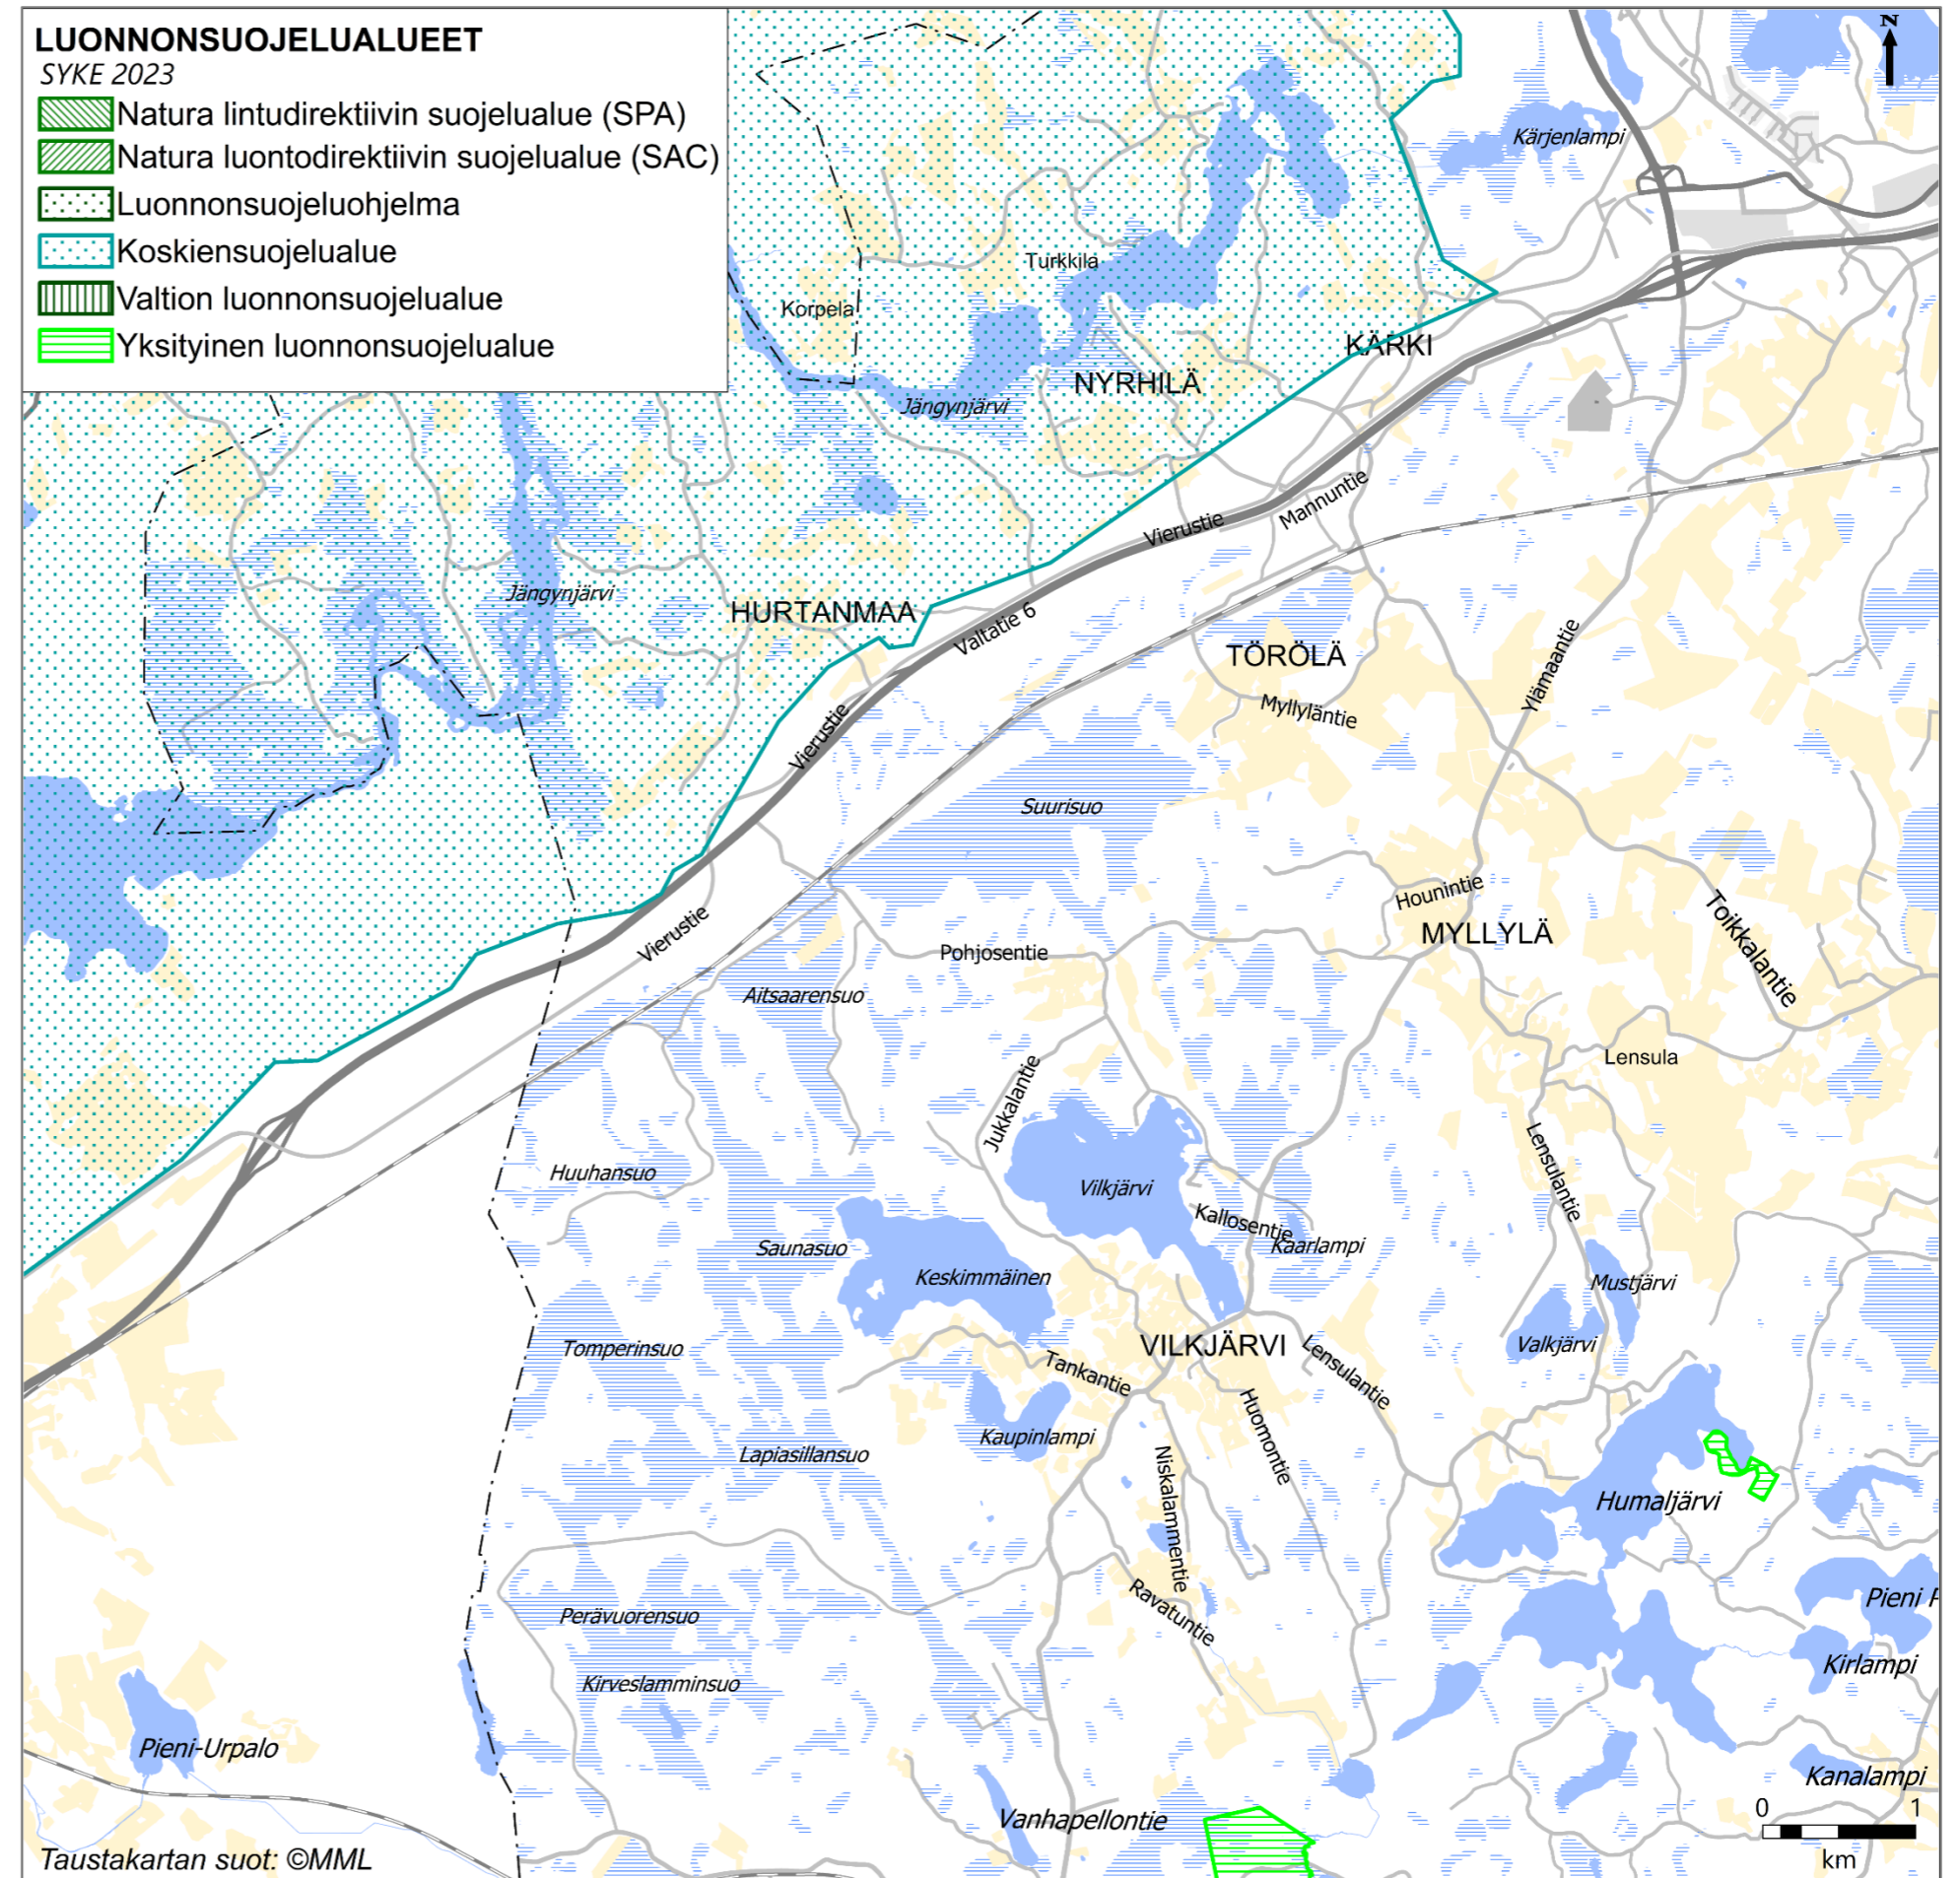 LUONNONSUOJELUALUEET
SYKE 2023
Natura lintudirektiivin suojelualue (SPA)
Natura luontodirektiivin suojelualue (SAC)
Luonnonsuojeluohjelma
Koskiensuojelualue
Valtion luonnonsuojelualue
Yksityinen luonnonsuojelualue
N
Kärjenlampi
Turkkila
Korpela
KÄRKI
NYRHILÄ
Jängynjärvi
Mannuntie
Vierustie
Jängynjärvi
HURTANMAA
Valtatie 6
TÖRÖLÄ
Ylämaantie
Myllyläntie
Vierustie
Suurisuo
Hounintie
Toikkalantie
Vierustie
MYLLYLÄ
Pohjosentie
Aitsaarensuo
Lensula
Jukkalantie
Lensulantie
Huuhansuo
Vilkjärvi
Kallosentie
Kaarlampi
Saunasuo
Keskimmäinen
Mustjärvi
Tomperinsuo
VILKJÄRVI
Valkjärvi
Lensulantie
Tankantie
Huomontie
Kaupinlampi
Lapiasillansuo
Niskalammentie
Humaljärvi
Ravatuntie
Pieni
Perävuorensuo
Kirlampi
Kirveslamminsuo
Pieni-Urpalo
Kanalampi
Vanhapellontie
0 1
km
Taustakartan suot: ©MML